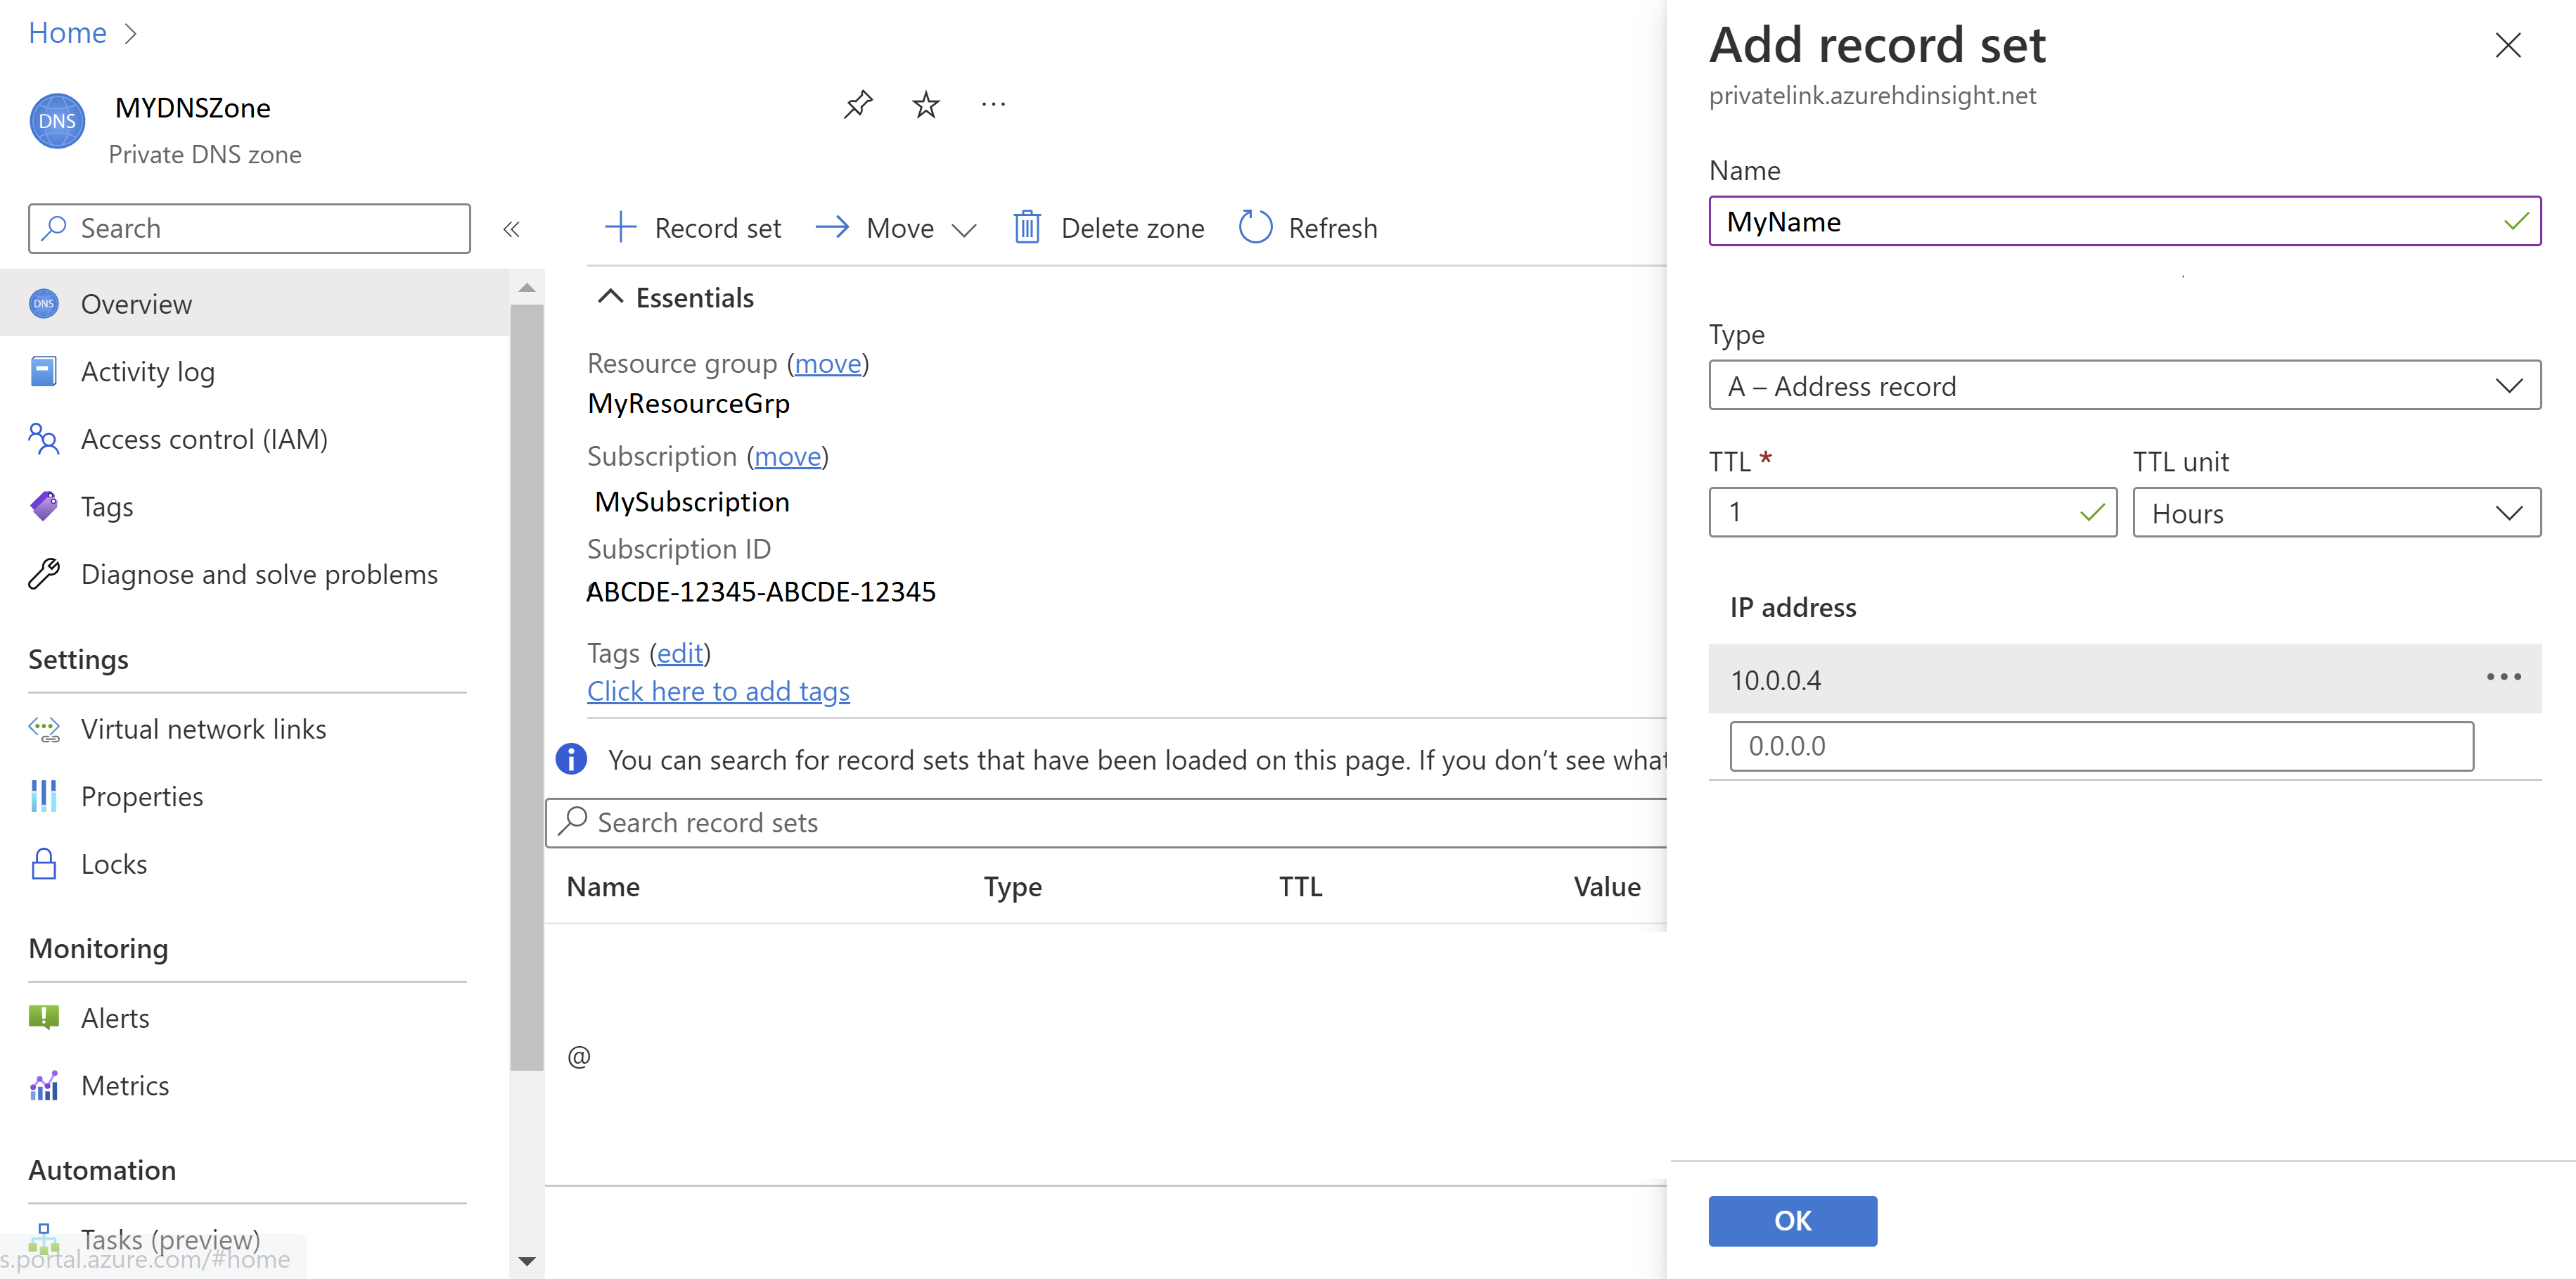 Home
DNS
MYDNSZone
Private DNS zone
Search
Overview
Activity log
Access control (IAM)
Tags
Diagnose and solve problems
Settings
Virtual network links
Properties
Locks
Monitoring
Alerts
Metrics
Automation
Tasks (preview)
s.portal.azure.com/#home
Record set
Move
Delete zone
Refresh
Essentials
Resource group (move)
MyResourceGrp
Subscription (move)
MySubscription
Subscription ID
ABCDE-12345-ABCDE-12345
Tags (edit)
Click here to add tags
You can search for record sets that have been loaded on this page. If you don’t see what
Search record sets
Name Type TTL Value
@
Add record set
privatelink.azurehdinsight.net
Name
MyName
Type
A – Address record
TTL * TTL unit
1 Hours
IP address
10.0.0.4
0.0.0.0
OK